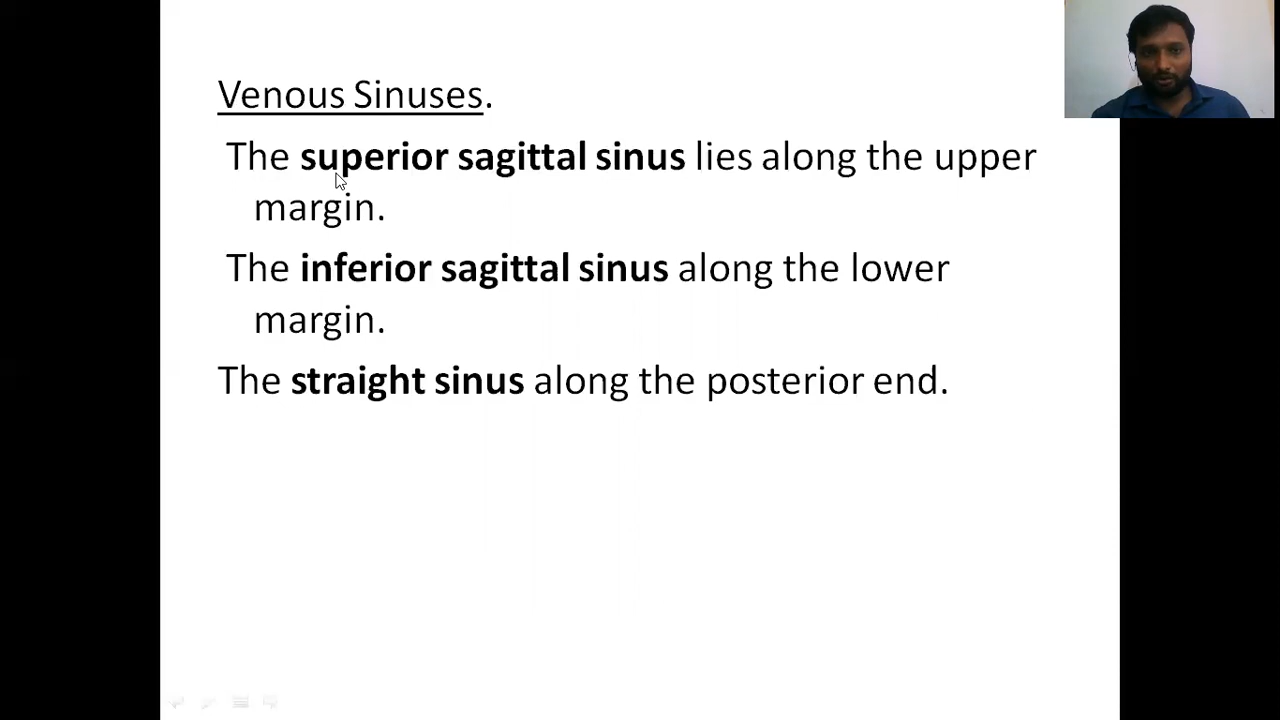 Venous Sinuses.
The superior sagittal sinus lies along the upper
margin.
The inferior sagittal sinus along the lower
margin.
The straight sinus along the posterior end.